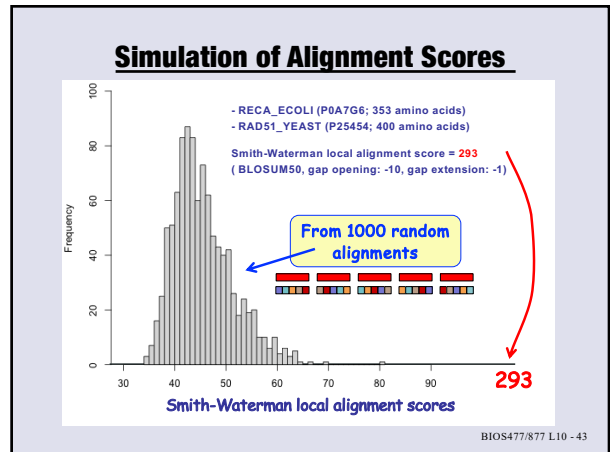 Simulation of Alignment Scores
- RECA_ECOLI (P0A7G6; 353 amino acids)
- RAD51_YEAST (P25454; 400 amino acids)
Smith-Waterman local alignment score = 293
( BLOSUM50, gap opening: -10, gap extension: -1)
From 1000 random
alignments
Frequency
100
80
60
40
20
0
30 40 50 60 70 80 90
293
Smith-Waterman local alignment scores
BIOS477/877 L10 - 43